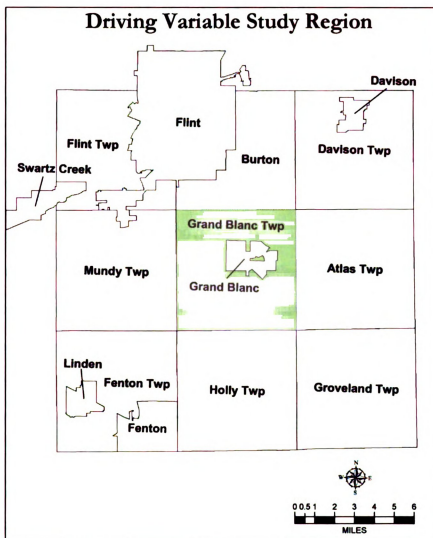 Driving Variable Study Region
Davison
Flint
Flint Twp
Burton
Davison Twp
Swartz Creek
Grand Blanc Twp
Mundy Twp
Grand Blanc
Atlas Twp
Linden
Fenton Twp
Holly Twp
Groveland Twp
Fenton
N
W E
S
0 0.5 1 2 3 4 5 6
MILES